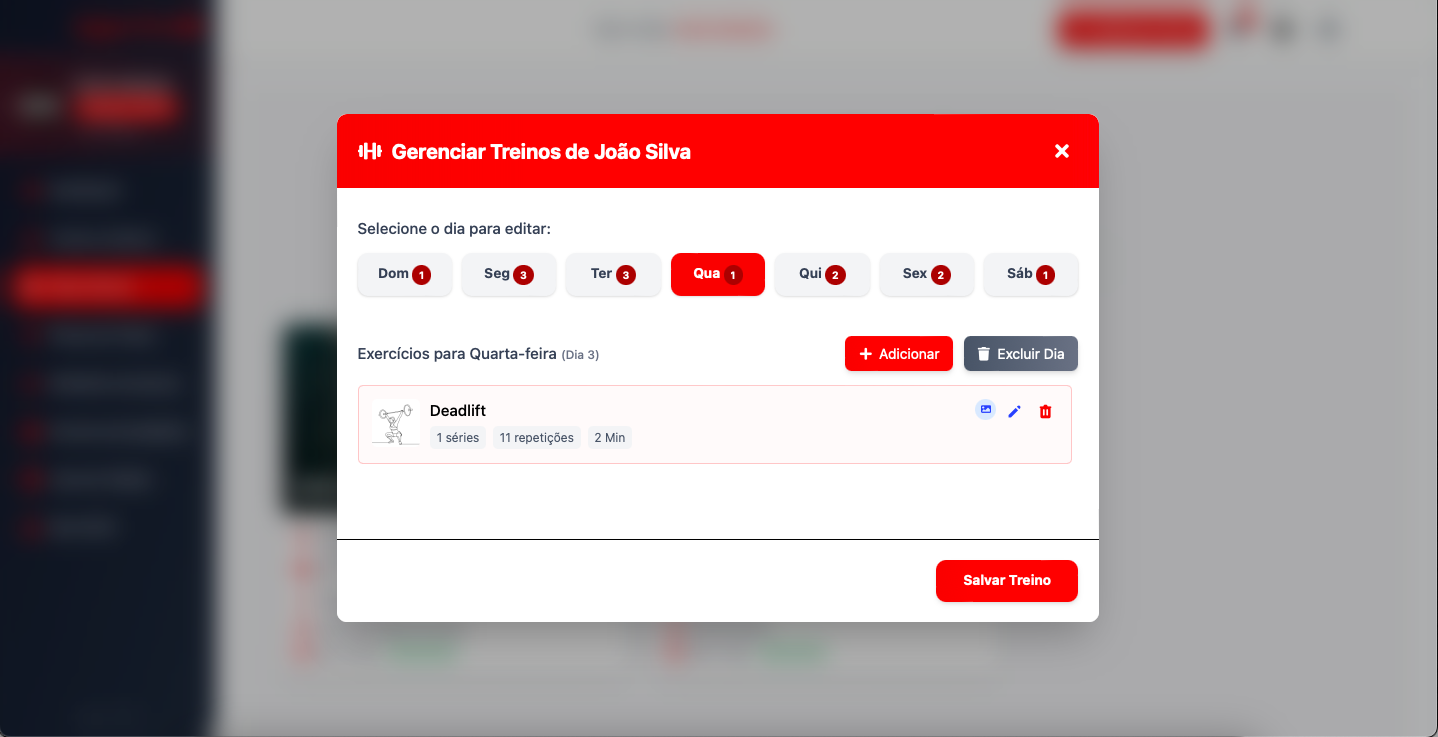 Gerenciar Treinos de João Silva
Selecione o dia para editar:
Dom 1 Seg 3 Ter 3 Qua 1 Qui 2 Sex 2 Sáb 1
Exercícios para Quarta-feira (Dia 3) Adicionar Excluir Dia
Deadlift
1 séries 11 repetições 2 Min
Salvar Treino